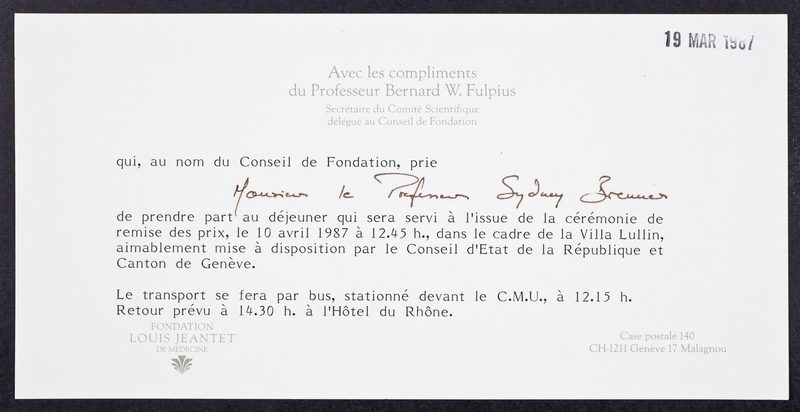 19 MAR 1987
Avec les compliments
du Professeur Bernard W. Fulpius
Secrétaire du Comité Scientifique
délégué au Conseil de Fondation
qui, au nom du Conseil de Fondation, prie
Monsieur le Professeur Sydney Brenner
de prendre part au déjeuner qui sera servi à l'issue de la cérémonie de
remise des prix, le 10 avril 1987 à 12.45 h., dans le cadre de la Villa Lullin,
aimablement mise à disposition par le Conseil d'Etat de la République et
Canton de Genève.
Le transport se fera par bus, stationné devant le C.M.U., à 12.15 h.
Retour prévu à 14.30 h. à l'Hôtel du Rhône.
FONDATION
LOUIS JEANTET
DE MÉDECINE
Case postale 140
CH-1211 Genève 17 Malagnou